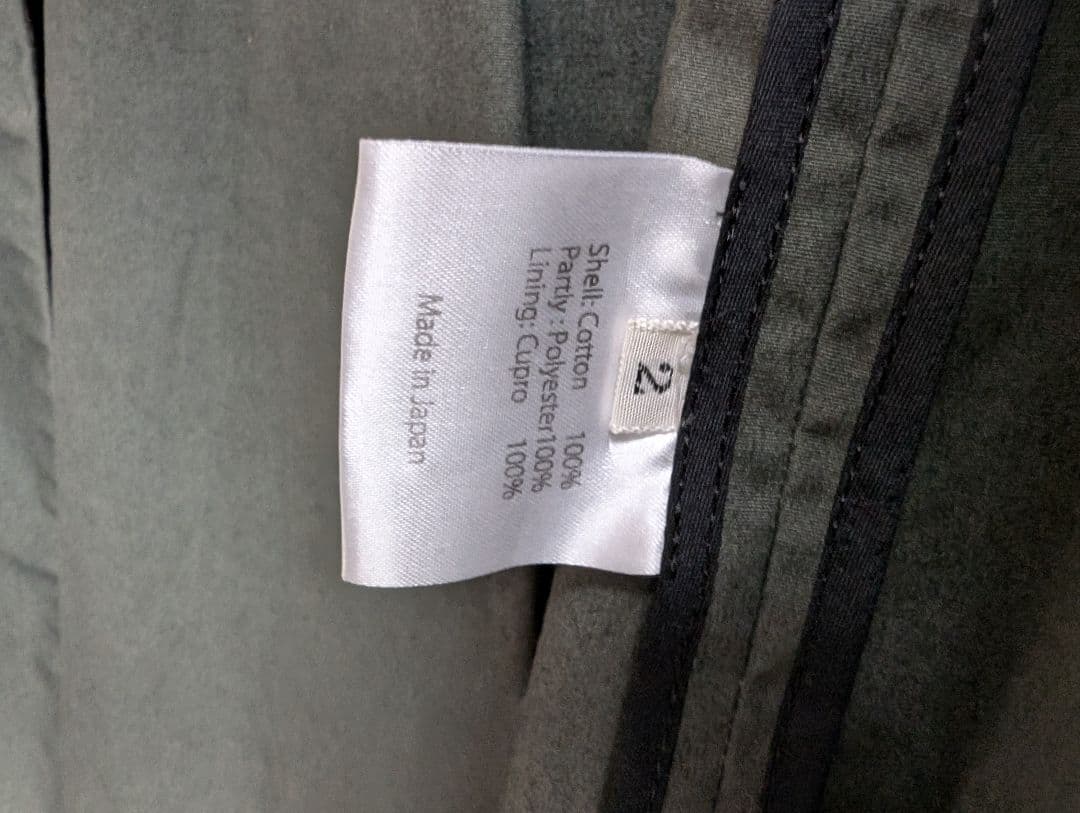 2
Shell: Cotton 100%
Partly : Polyester100%
Lining: Cupro 100%
Made in Japan